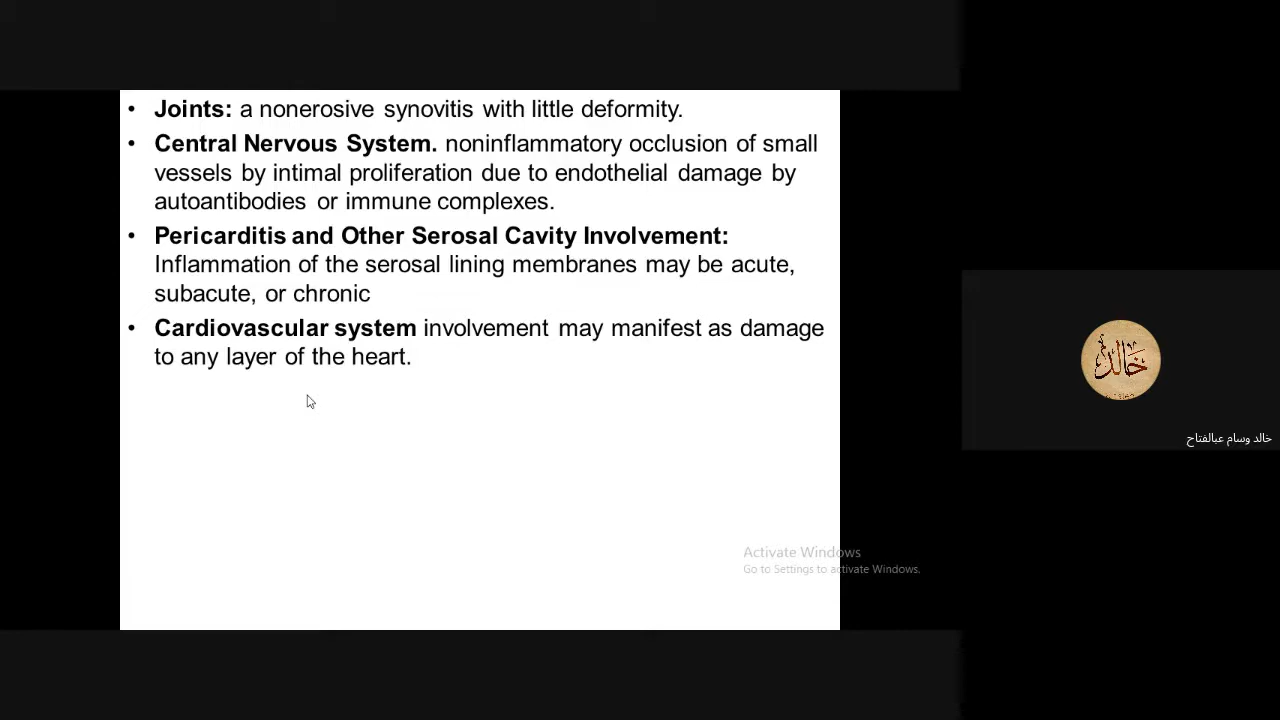 • Joints: a nonerosive synovitis with little deformity.
• Central Nervous System. noninflammatory occlusion of small
vessels by intimal proliferation due to endothelial damage by
autoantibodies or immune complexes.
• Pericarditis and Other Serosal Cavity Involvement:
Inflammation of the serosal lining membranes may be acute,
subacute, or chronic
• Cardiovascular system involvement may manifest as damage
to any layer of the heart.
خالد
خالد وسام عبالفتاح
Activate Windows
Go to Settings to activate Windows.